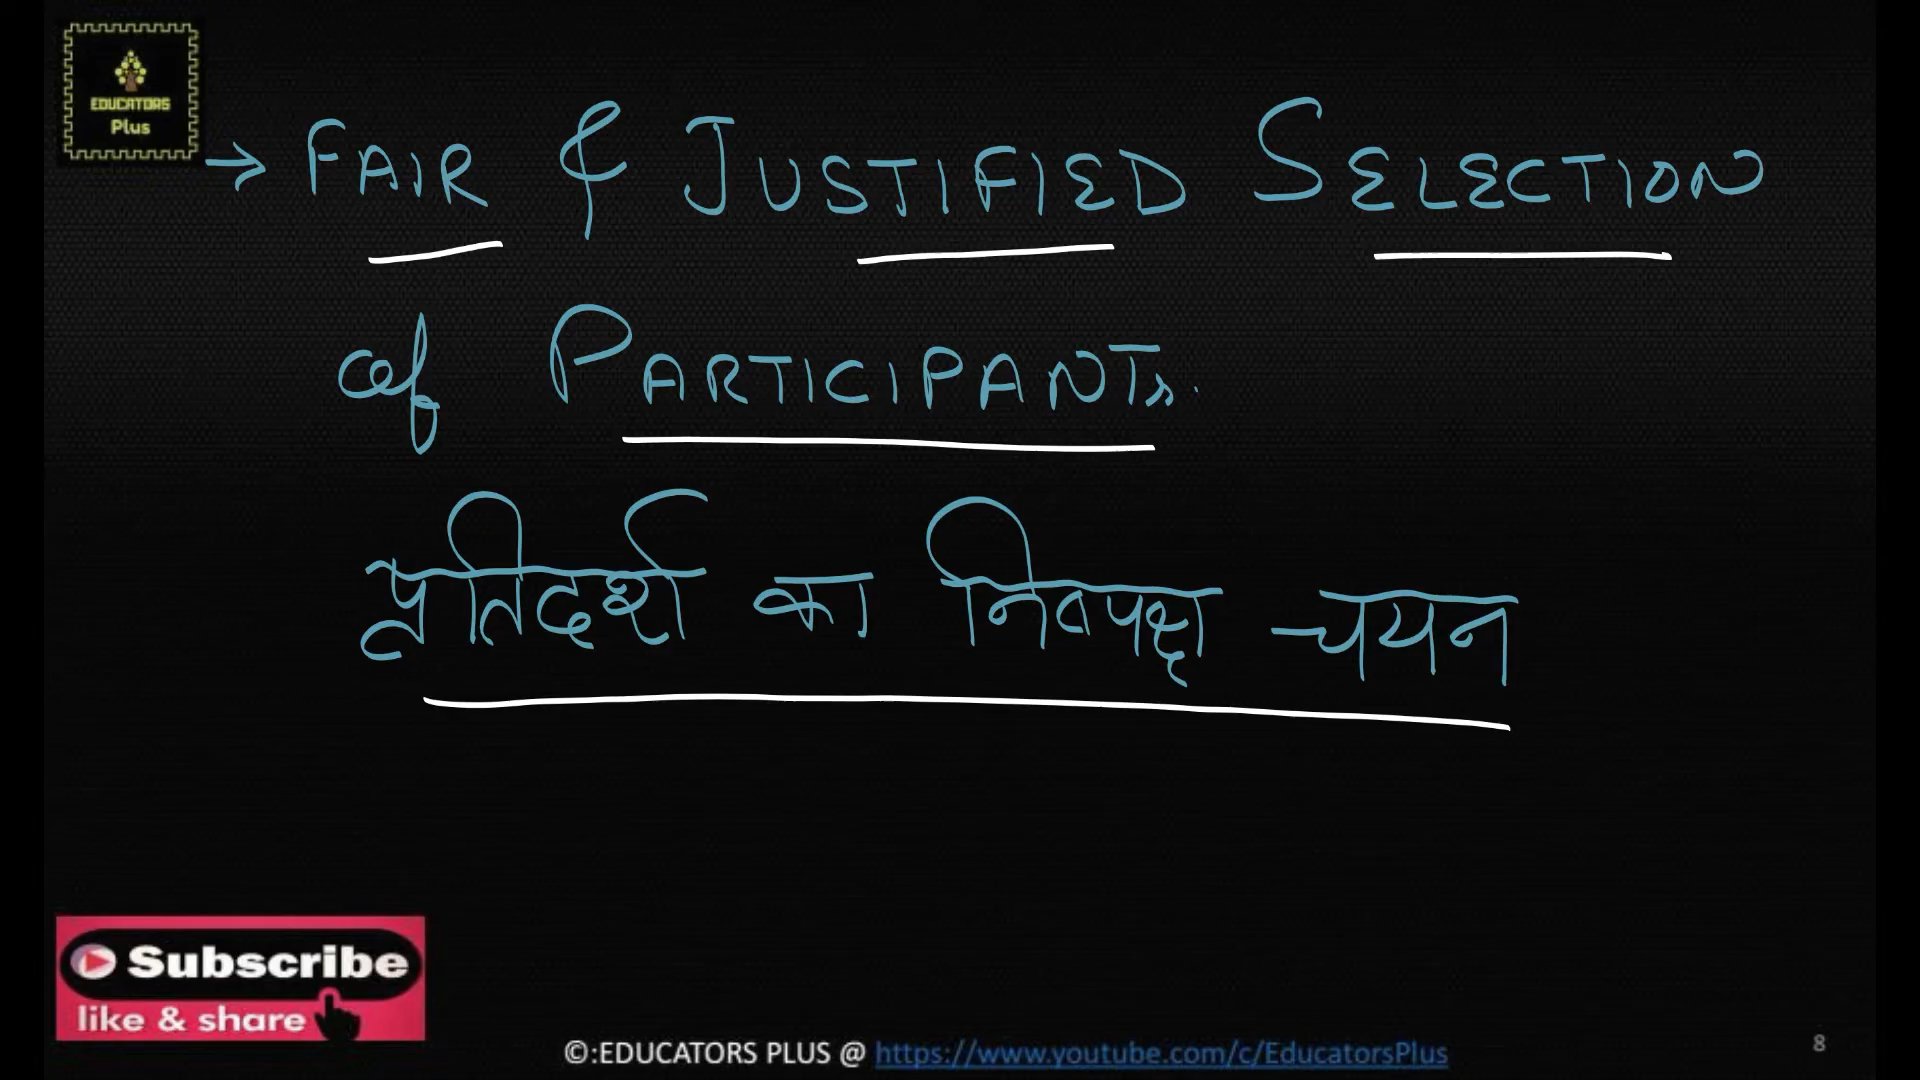 EDUCATORS
Plus
→ FAIR & JUSTIFIED SELECTION
of PARTICIPANTs.
प्रतिदर्श का निवपक्ष चयन
Subscribe
like & share
©:EDUCATORS PLUS @ https://www.youtube.com/c/EducatorsPlus
8